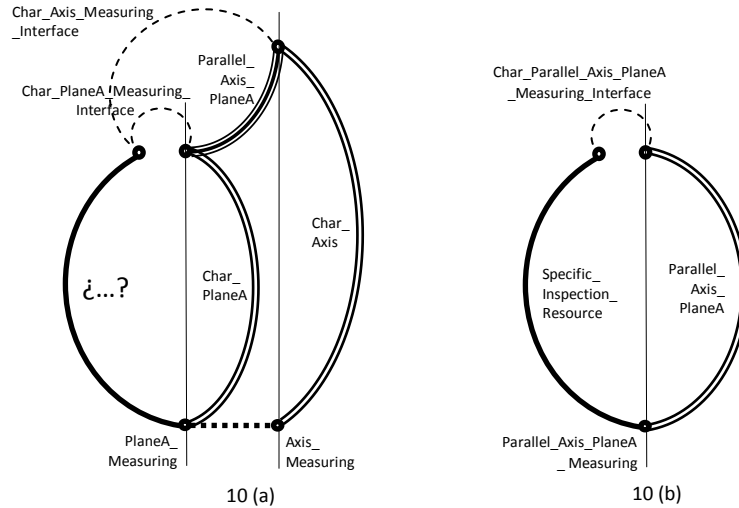 Char_Axis_Measuring
_Interface
Parallel_
Axis_
PlaneA
Char_PlaneA_Measuring_
Interface
Char_
Axis
¿...?
Char_
PlaneA
PlaneA_
Measuring
Axis_
Measuring
10 (a)
Char_Parallel_Axis_PlaneA
_Measuring_Interface
Specific_
Inspection_
Resource
Parallel_
Axis_
PlaneA
Parallel_Axis_PlaneA
_ Measuring
10 (b)